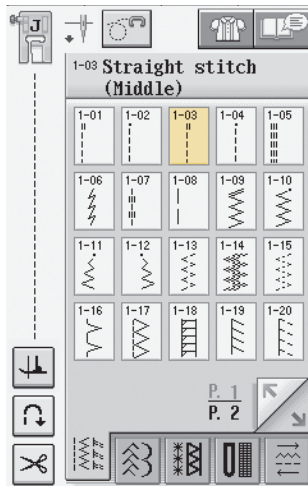 J
1-03 Straight stitch
(Middle)
1-01 1-02 1-03 1-04 1-05
1-06 1-07 1-08 1-09 1-10
1-11 1-12 1-13 1-14 1-15
1-16 1-17 1-18 1-19 1-20
P. 1
P. 2